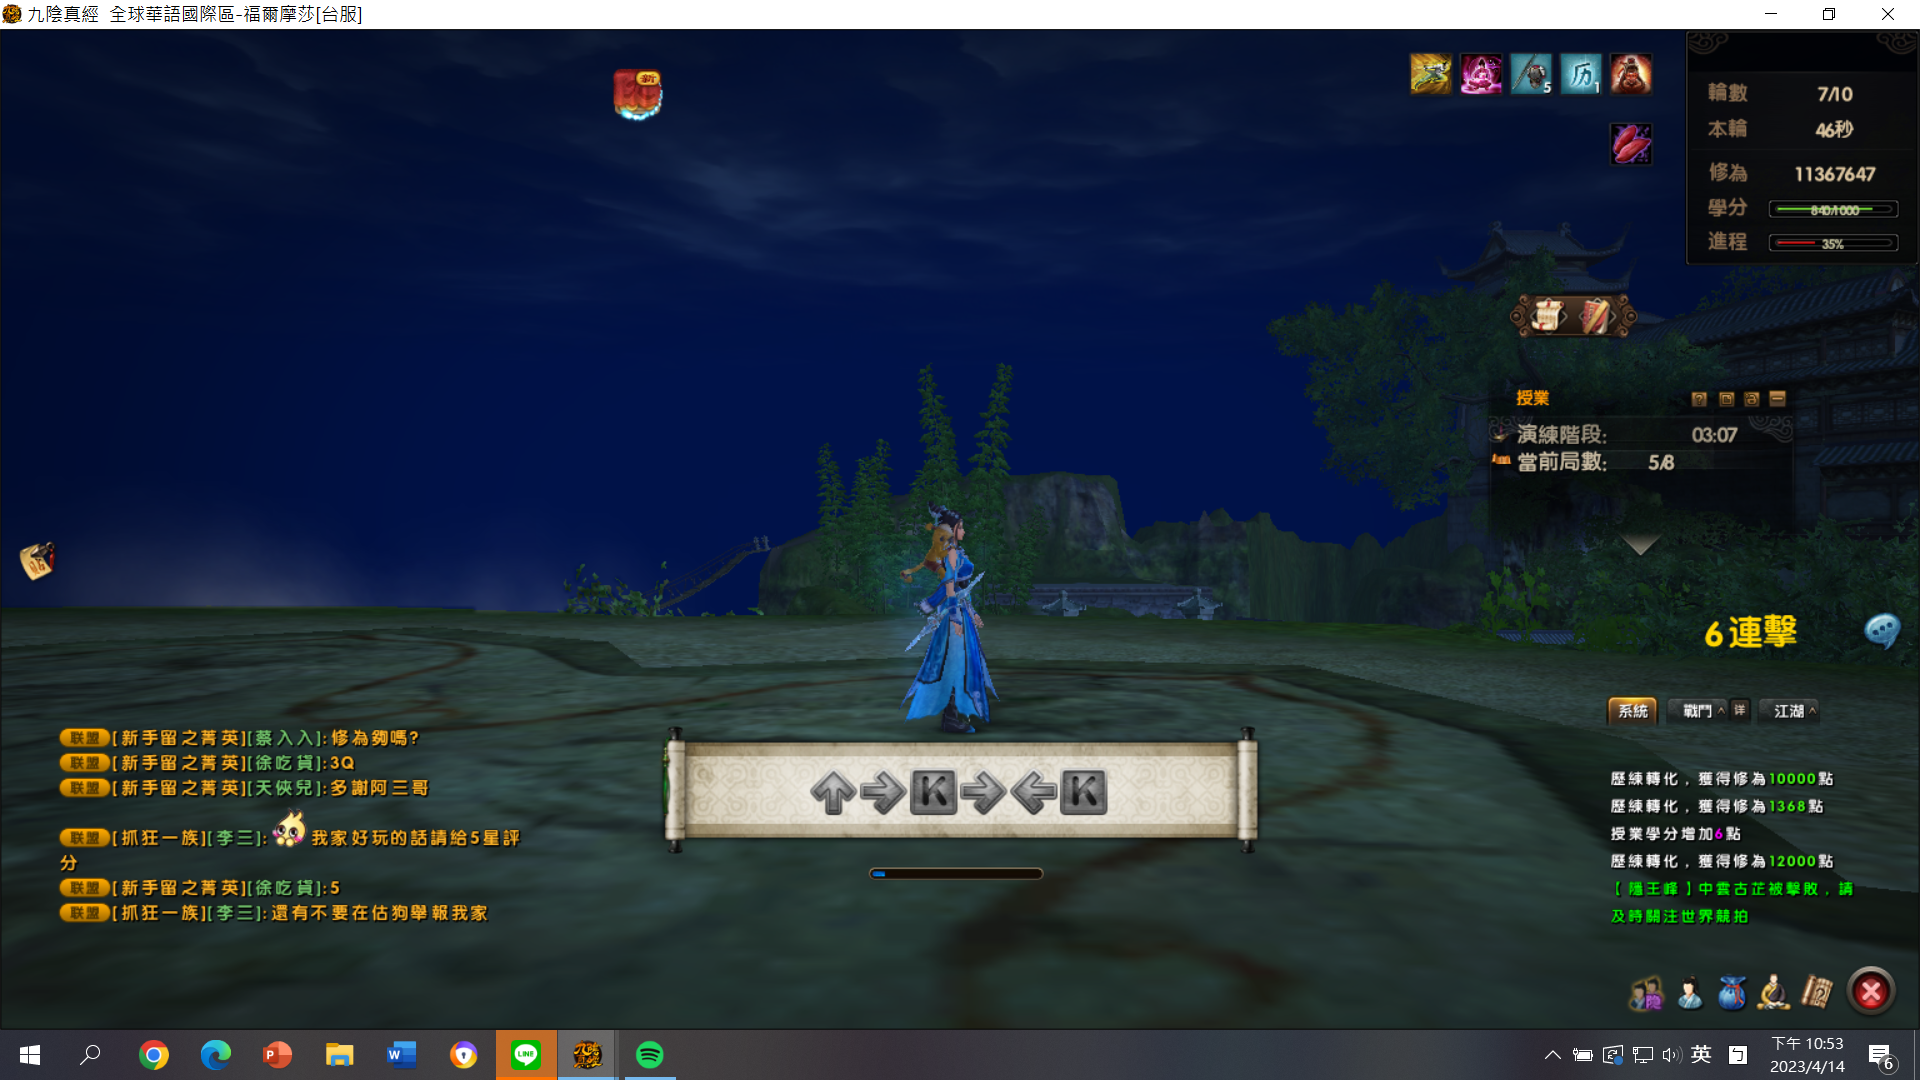 九陰真經 全球華語國際區-福爾摩莎[台服]
新
5
历
1
輪數 7/10
本輪 46秒
修為 11367647
學分 840/1000
進程 35%
授業
演練階段: 03:07
當前局數: 5/8
6連擊
系統 戰鬥 详 江湖
联盟 [新手留之菁英][蔡入入]:修為夠嗎?
联盟 [新手留之菁英][徐吃貨]:3Q
联盟 [新手留之菁英][天俠兒]:多謝阿三哥
联盟 [抓狂一族][李三]: 我家好玩的話請給5星評
分
联盟 [新手留之菁英][徐吃貨]:5
联盟 [抓狂一族][李三]:還有不要在估狗舉報我家
↑ → K → ← K
歷練轉化，獲得修為10000點
歷練轉化，獲得修為1368點
授業學分增加6點
歷練轉化，獲得修為12000點
【隱王峰】中雲古芷被擊敗，請
及時關注世界競拍
英
下午 10:53
2023/4/14
6